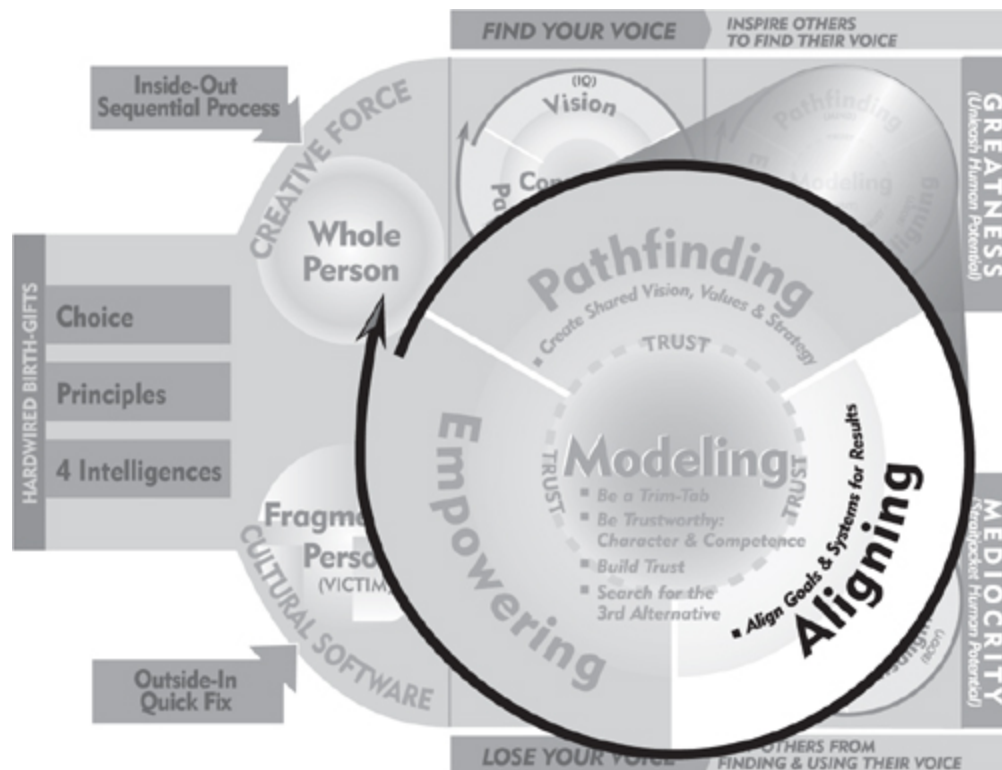 FIND YOUR VOICE
INSPIRE OTHERS
TO FIND THEIR VOICE
Inside-Out
Sequential Process
CREATIVE FORCE
Whole
Person
(IQ)
Vision
Pathfinding
Modeling
GREATNESS
(Unleash Human Potential)
HARDWIRED BIRTH-GIFTS
Choice
Principles
4 Intelligences
Pathfinding
▪ Create Shared Vision, Values & Strategy
TRUST
TRUST
TRUST
Modeling
▪ Be a Trim-Tab
▪ Be Trustworthy:
Character & Competence
▪ Build Trust
▪ Search for the
3rd Alternative
Empowering
▪ Align Goals & Systems for Results
Aligning
Person
(VICTIM)
CULTURAL SOFTWARE
Outside-In
Quick Fix
MEDIOCRITY
(Straitjacket Human Potential)
LOSE YOUR VOICE
OTHERS FROM
FINDING & USING THEIR VOICE